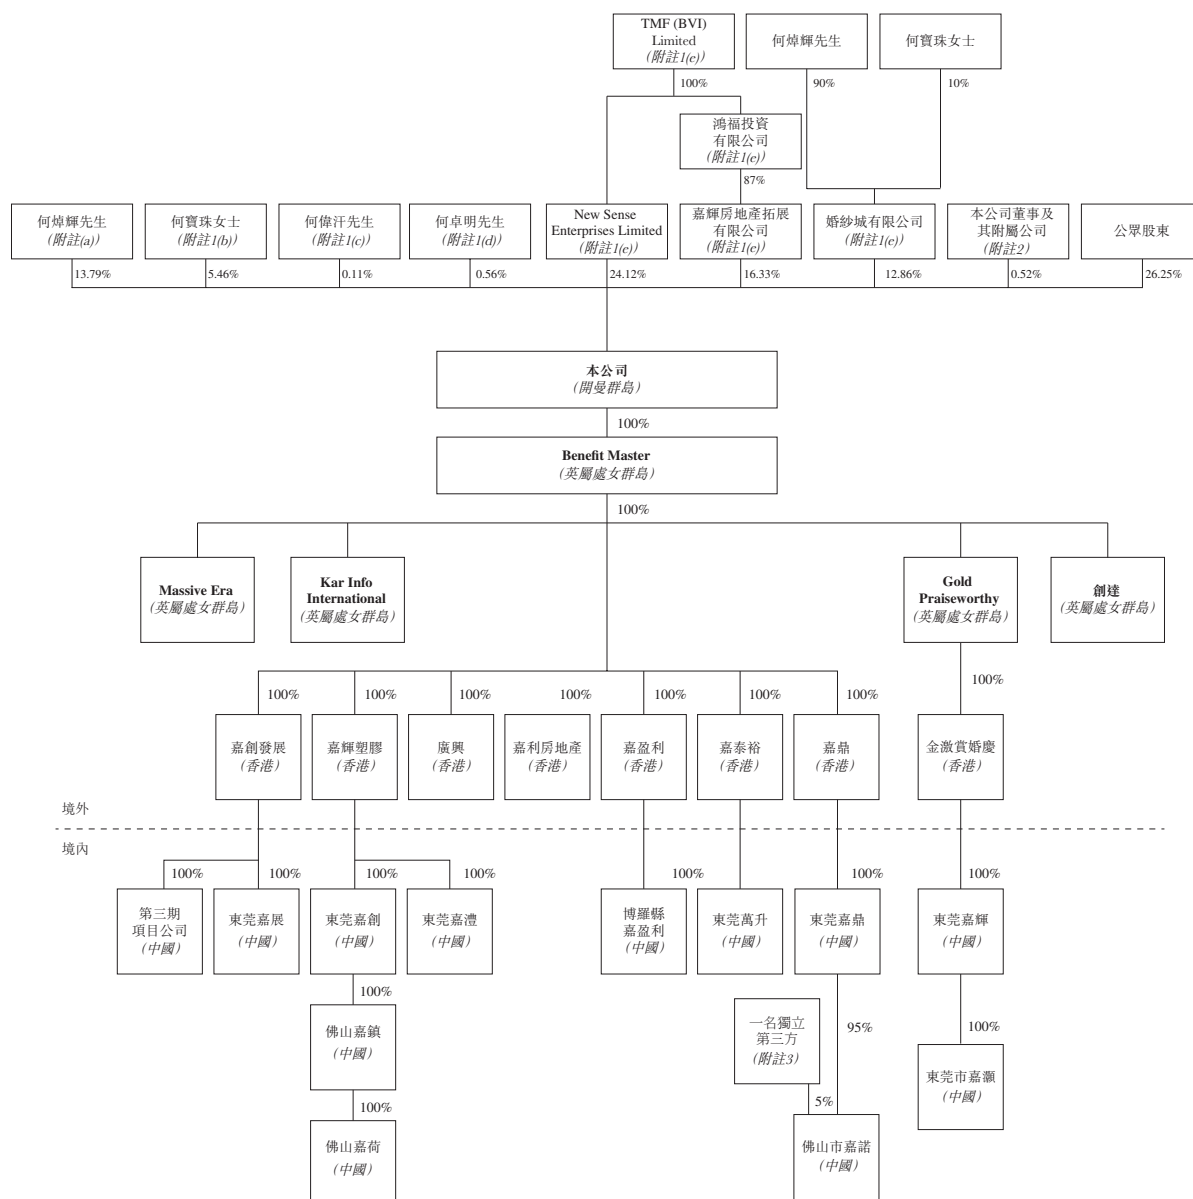 TMF (BVI)
Limited
(附註1(e))
何焯輝先生
何寶珠女士
100%
90%
10%
鴻福投資
有限公司
(附註1(e))
87%
何焯輝先生
(附註(a))
何寶珠女士
(附註1(b))
何偉汗先生
(附註1(c))
何卓明先生
(附註1(d))
New Sense
Enterprises Limited
(附註1(e))
嘉輝房地產拓展
有限公司
(附註1(e))
婚紗城有限公司
(附註1(e))
本公司董事及
其附屬公司
(附註2)
公眾股東
13.79%
5.46%
0.11%
0.56%
24.12%
16.33%
12.86%
0.52%
26.25%
本公司
(開曼群島)
100%
Benefit Master
(英屬處女群島)
100%
Massive Era
(英屬處女群島)
Kar Info
International
(英屬處女群島)
Gold
Praiseworthy
(英屬處女群島)
創達
(英屬處女群島)
100%
100%
100%
100%
100%
100%
100%
100%
嘉創發展
(香港)
嘉輝塑膠
(香港)
廣興
(香港)
嘉利房地產
(香港)
嘉盈利
(香港)
嘉泰裕
(香港)
嘉鼎
(香港)
金激賞婚慶
(香港)
境外
境內
100%
100%
100%
100%
100%
100%
100%
100%
第三期
項目公司
(中國)
東莞嘉展
(中國)
東莞嘉創
(中國)
東莞嘉澧
(中國)
博羅縣
嘉盈利
(中國)
東莞萬升
(中國)
東莞嘉鼎
(中國)
東莞嘉輝
(中國)
100%
佛山嘉鎮
(中國)
一名獨立
第三方
(附註3)
95%
100%
東莞市嘉灝
(中國)
100%
5%
佛山嘉荷
(中國)
佛山市嘉諾
(中國)